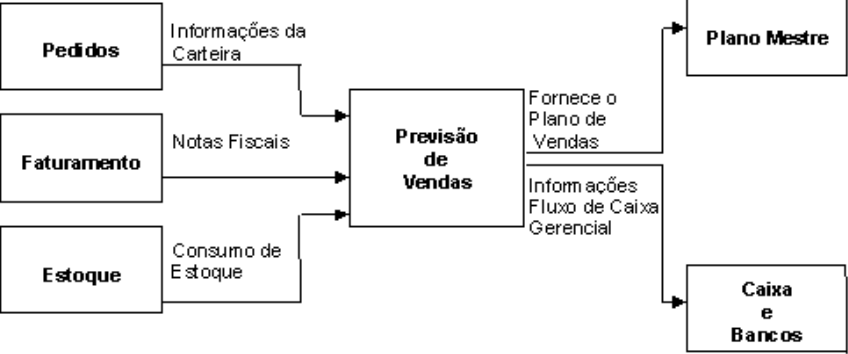 Pedidos
Informações da
Carteira
Faturamento
Notas Fiscais
Estoque
Consumo de
Estoque
Previsão
de
Vendas
Fornece o
Plano de
Vendas
Informações
Fluxo de Caixa
Gerencial
Plano Mestre
Caixa
e
Bancos